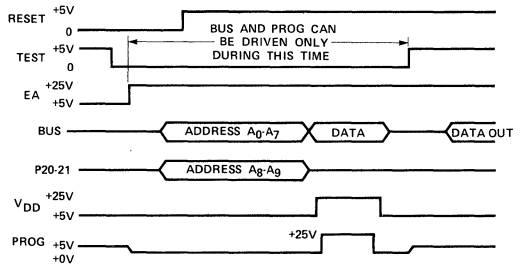 RESET +5V
0
BUS AND PROG CAN
BE DRIVEN ONLY
DURING THIS TIME
TEST +5V
0
EA +25V
+5V
BUS ADDRESS A0-A7 DATA DATA OUT
P20-21 ADDRESS A8-A9
VDD +25V
+5V
+25V
PROG +5V
+0V